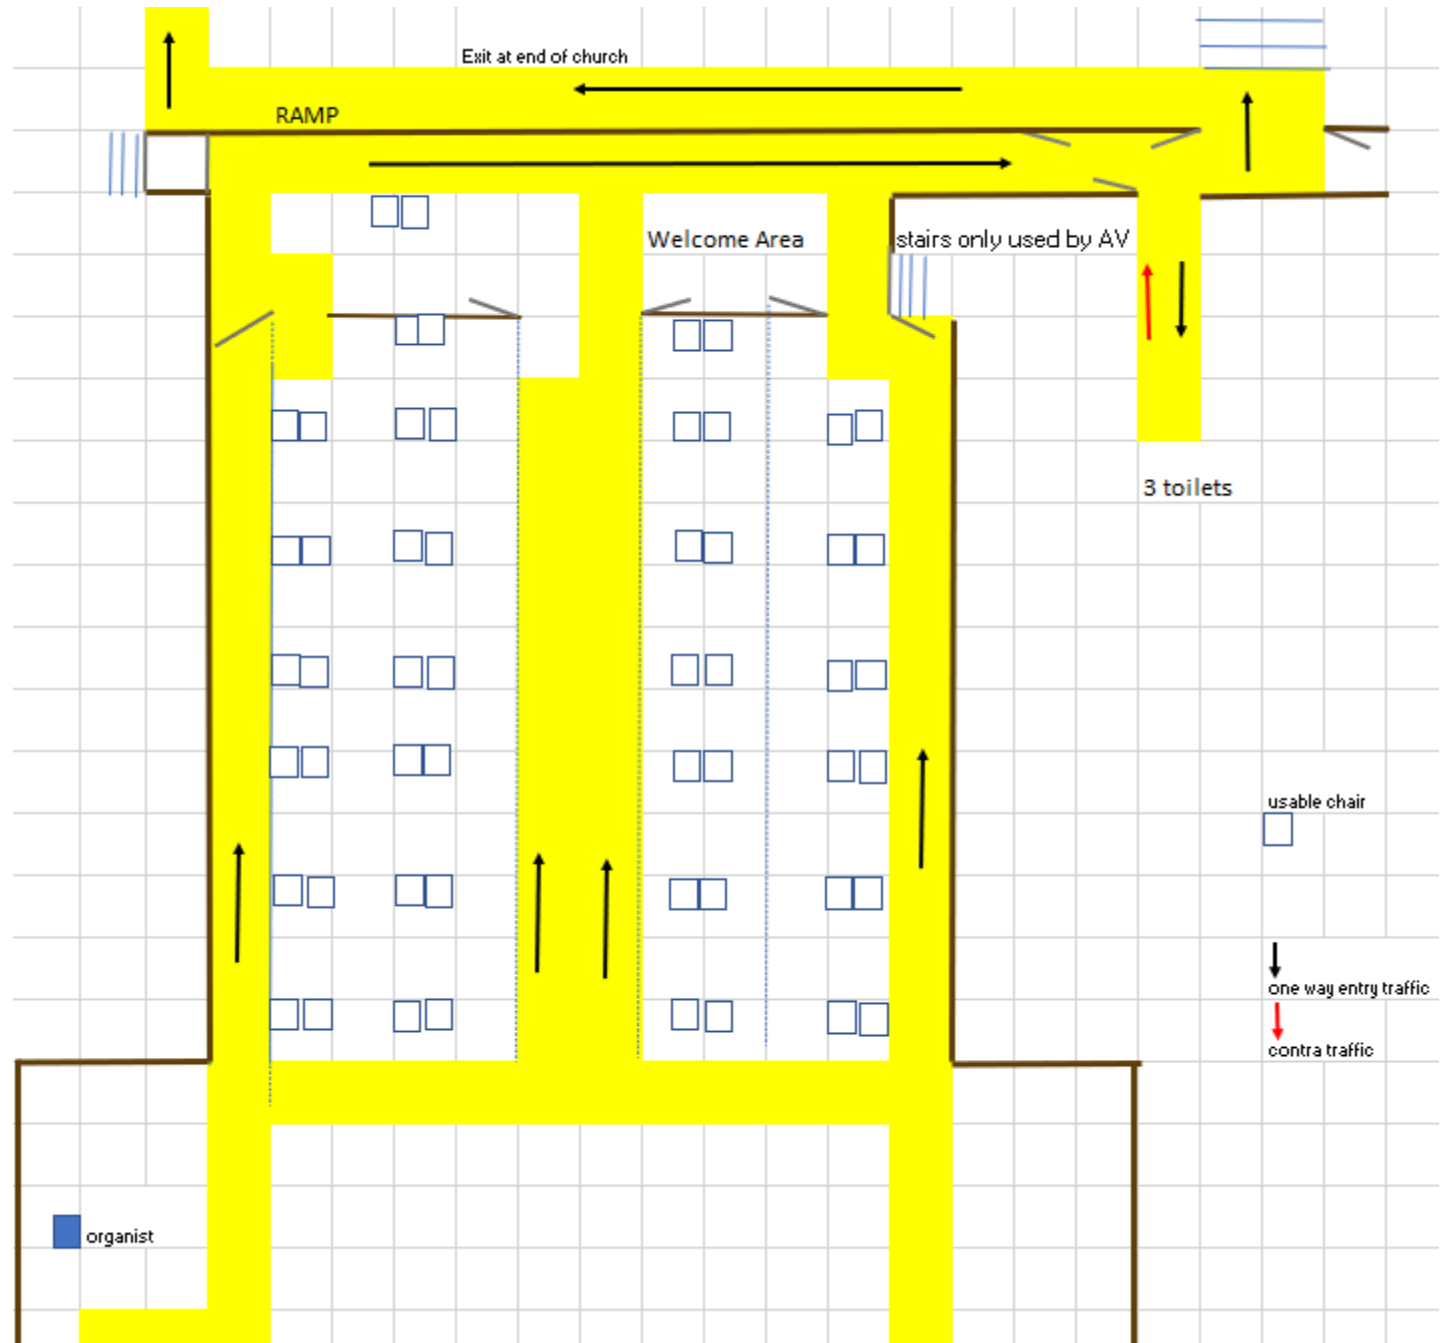 Exit at end of church
RAMP
Welcome Area
stairs only used by AV
3 toilets
usable chair
one way entry traffic
contra traffic
organist